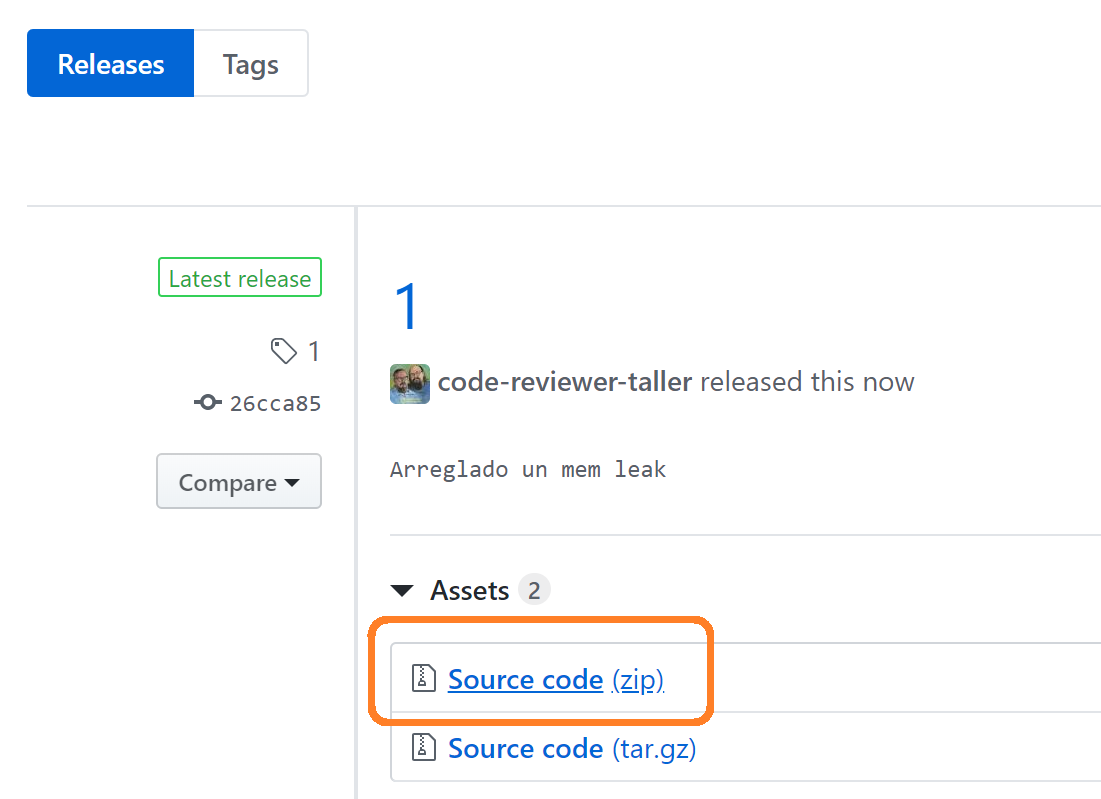 Releases Tags
Latest release
1
26cca85
Compare
1
code-reviewer-taller released this now
Arreglado un mem leak
Assets 2
Source code (zip)
Source code (tar.gz)